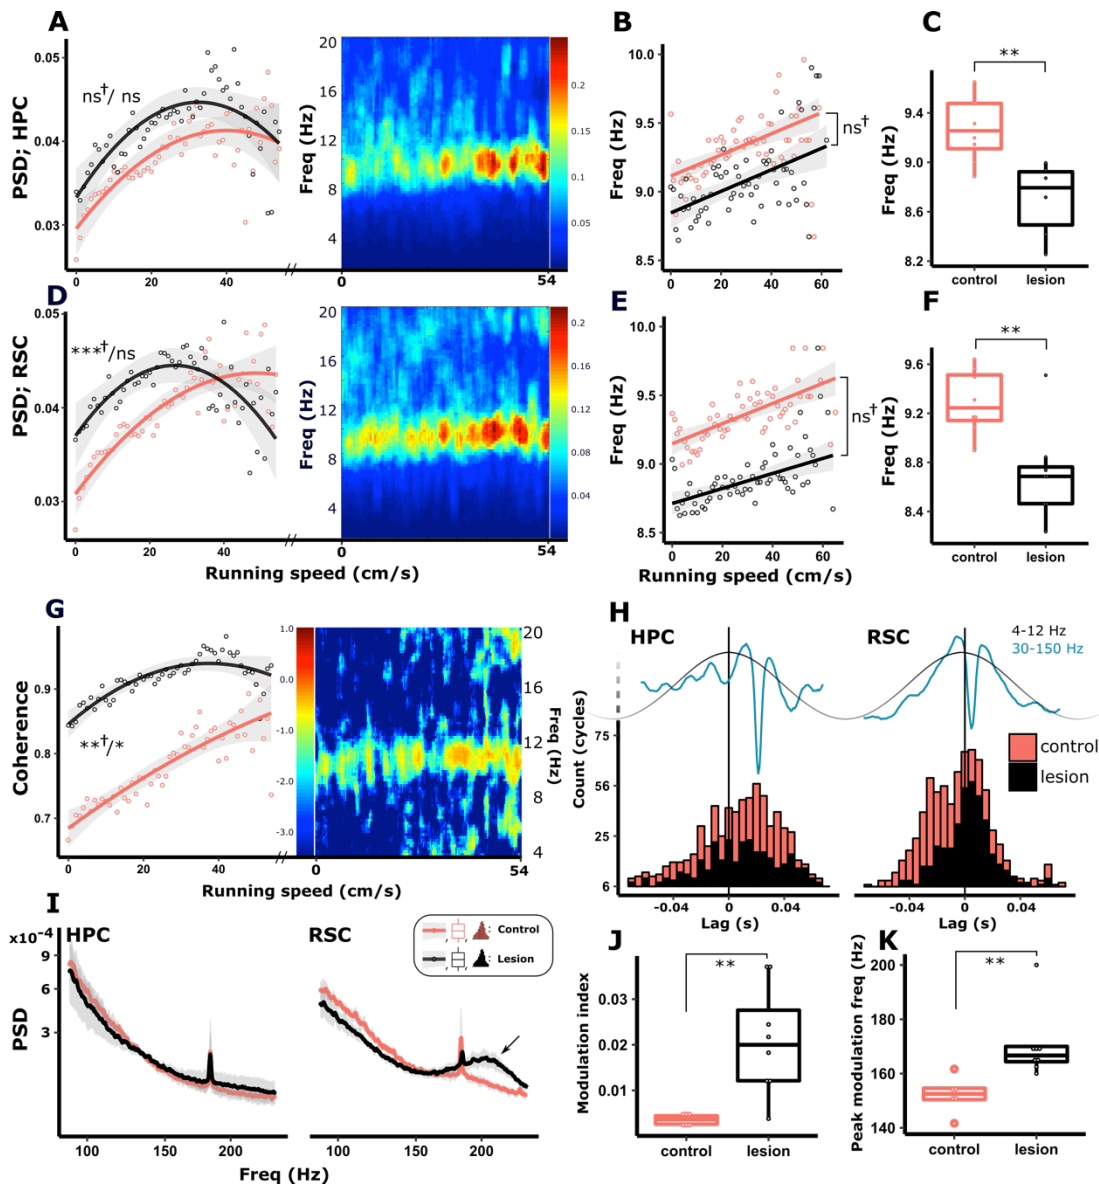 A
B
C
PSD; HPC
0.05
0.04
0.03
ns†/ ns
0
20
40
Freq (Hz)
20
16
12
8
4
0
54
0.2
0.15
0.1
0.05
Freq (Hz)
10.0
9.5
9.0
8.5
ns†
0
20
40
60
Freq (Hz)
9.4
9.0
8.6
8.2
**
control
lesion
D
E
F
PSD; RSC
0.05
0.04
0.03
***†/ns
0
20
40
Freq (Hz)
20
16
12
8
4
0
54
0.2
0.16
0.12
0.08
0.04
Running speed (cm/s)
Freq (Hz)
10.0
9.5
9.0
8.5
ns†
0
20
40
60
Running speed (cm/s)
Freq (Hz)
9.6
9.2
8.8
8.4
**
control
lesion
G
H
Coherence
0.9
0.8
0.7
**†/*
0
20
40
Running speed (cm/s)
1.0
0.0
-1.0
-2.0
-3.0
20
16
12
8
4
Freq (Hz)
0
54
HPC
RSC
4-12 Hz
30-150 Hz
Count (cycles)
75
56
25
6
control
lesion
-0.04
0
0.04
Lag (s)
-0.04
0
0.04
Lag (s)
I
J
K
x10-4
HPC
RSC
: Control
: Lesion
PSD
9
6
3
100
150
200
100
150
200
Freq (Hz)
Modulation index
0.03
0.02
0.01
**
control
lesion
Peak modulation freq (Hz)
200
180
160
140
**
control
lesion